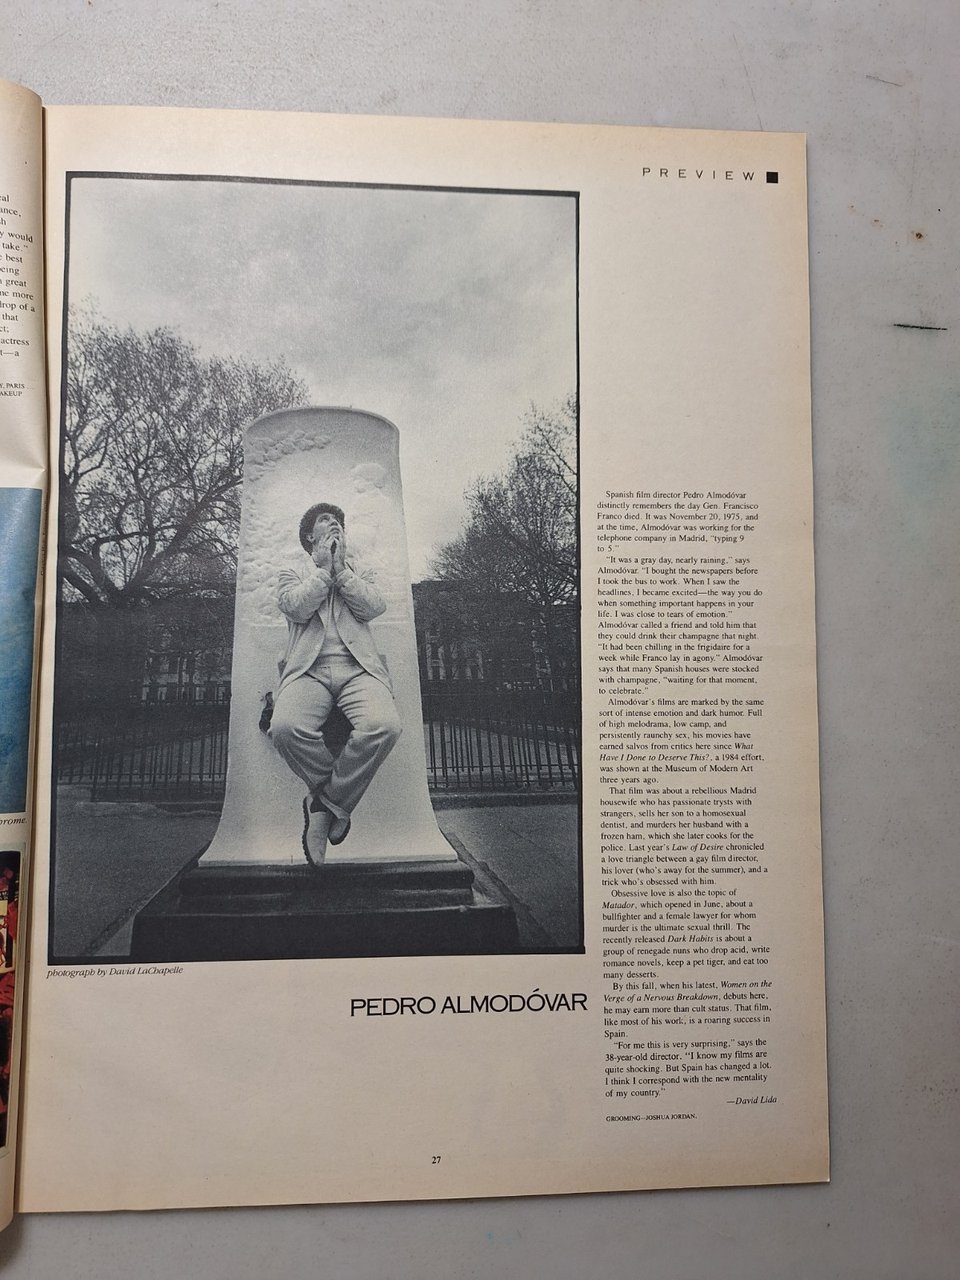 al
ance,
h
y would
take."
best
eing
great
ne more
drop of a
that
ct;
actress
t—a
Y, PARIS
AKEUP
orome.
PREVIEW
photograph by David LaChapelle
PEDRO ALMODÓVAR
Spanish film director Pedro Almodóvar
distinctly remembers the day Gen. Francisco
Franco died. It was November 20, 1975, and
at the time, Almodóvar was working for the
telephone company in Madrid, "typing 9
to 5."
"It was a gray day, nearly raining," says
Almodóvar. "I bought the newspapers before
I took the bus to work. When I saw the
headlines, I became excited—the way you do
when something important happens in your
life. I was close to tears of emotion."
Almodóvar called a friend and told him that
they could drink their champagne that night.
"It had been chilling in the frigidaire for a
week while Franco lay in agony." Almodóvar
says that many Spanish houses were stocked
with champagne, "waiting for that moment,
to celebrate."
Almodóvar's films are marked by the same
sort of intense emotion and dark humor. Full
of high melodrama, low camp, and
persistently raunchy sex, his movies have
earned salvos from critics here since What
Have I Done to Deserve This?, a 1984 effort,
was shown at the Museum of Modern Art
three years ago.
That film was about a rebellious Madrid
housewife who has passionate trysts with
strangers, sells her son to a homosexual
dentist, and murders her husband with a
frozen ham, which she later cooks for the
police. Last year's Law of Desire chronicled
a love triangle between a gay film director,
his lover (who's away for the summer), and a
trick who's obsessed with him.
Obsessive love is also the topic of
Matador, which opened in June, about a
bullfighter and a female lawyer for whom
murder is the ultimate sexual thrill. The
recently released Dark Habits is about a
group of renegade nuns who drop acid, write
romance novels, keep a pet tiger, and eat too
many desserts.
By this fall, when his latest, Women on the
Verge of a Nervous Breakdown, debuts here,
he may earn more than cult status. That film,
like most of his work, is a roaring success in
Spain.
"For me this is very surprising," says the
38-year-old director. "I know my films are
quite shocking. But Spain has changed a lot.
I think I correspond with the new mentality
of my country."
—David Lida
GROOMING—JOSHUA JORDAN.
27